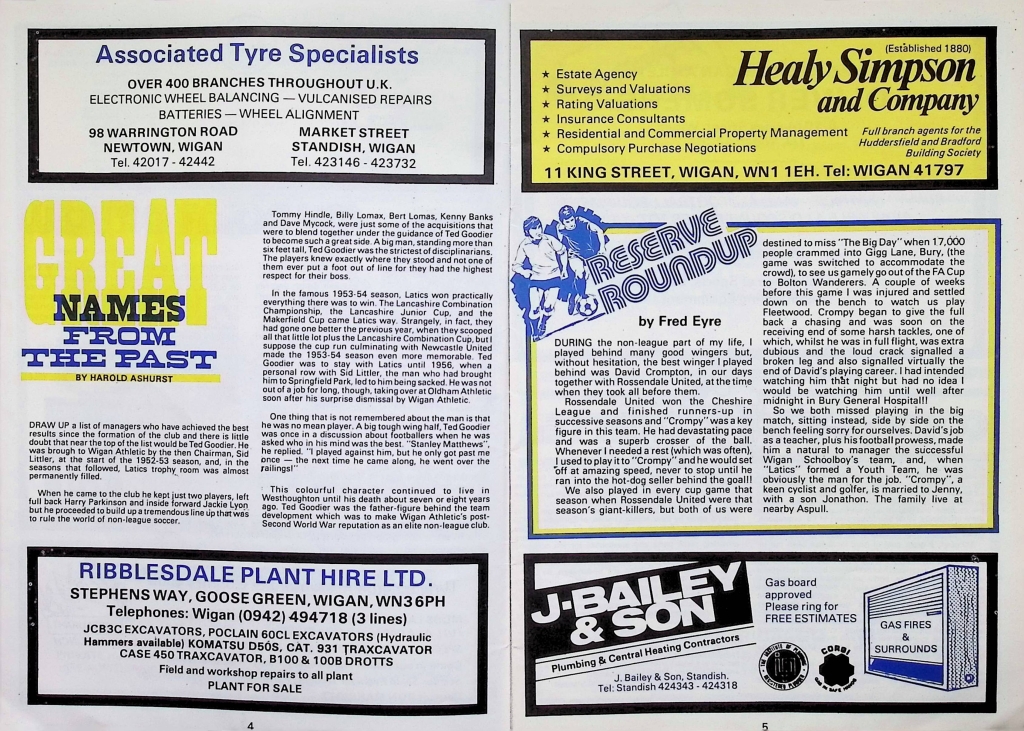 Associated Tyre Specialists
OVER 400 BRANCHES THROUGHOUT U.K.
ELECTRONIC WHEEL BALANCING — VULCANISED REPAIRS
BATTERIES — WHEEL ALIGNMENT
98 WARRINGTON ROAD
NEWTOWN, WIGAN
Tel. 42017 - 42442
MARKET STREET
STANDISH, WIGAN
Tel. 423146 - 423732
GREAT
NAMES
FROM
THE PAST
BY HAROLD ASHURST
DRAW UP a list of managers who have achieved the best
results since the formation of the club and there is little
doubt that near the top of the list would be Ted Goodier. He
was brough to Wigan Athletic by the then Chairman, Sid
Littler, at the start of the 1952-53 season, and, in the
seasons that followed, Latics trophy room was almost
permanently filled.
When he came to the club he kept just two players, left
full back Harry Parkinson and inside forward Jackie Lyon
but he proceeded to build up a tremendous line up that was
to rule the world of non-league soccer.
Tommy Hindle, Billy Lomax, Bert Lomas, Kenny Banks
and Dave Mycock, were just some of the acquisitions that
were to blend together under the guidance of Ted Goodier
to become such a great side. A big man, standing more than
six feet tall, Ted Goodier was the strictest of disciplinarians.
The players knew exactly where they stood and not one of
them ever put a foot out of line for they had the highest
respect for their boss.
In the famous 1953-54 season, Latics won practically
everything there was to win. The Lancashire Combination
Championship, the Lancashire Junior Cup, and the
Makerfield Cup came Latics way. Strangely, in fact, they
had gone one better the previous year, when they scooped
all that little lot plus the Lancashire Combination Cup, but I
suppose the cup run culminating with Newcastle United
made the 1953-54 season even more memorable. Ted
Goodier was to stay with Latics until 1956, when a
personal row with Sid Littler, the man who had brought
him to Springfield Park, led to him being sacked. He was not
out of a job for long, though, taking over at Oldham Athletic
soon after his surprise dismissal by Wigan Athletic.
One thing that is not remembered about the man is that
he was no mean player. A big tough wing half, Ted Goodier
was once in a discussion about footballers when he was
asked who in his mind was the best. "Stanley Matthews",
he replied. "I played against him, but he only got past me
once — the next time he came along, he went over the
railings!"
This colourful character continued to live in
Westhoughton until his death about seven or eight years
ago. Ted Goodier was the father-figure behind the team
development which was to make Wigan Athletic's post-
Second World War reputation as an elite non-league club.
RIBBLESDALE PLANT HIRE LTD.
STEPHENS WAY, GOOSE GREEN, WIGAN, WN3 6PH
Telephones: Wigan (0942) 494718 (3 lines)
JCB3C EXCAVATORS, POCLAIN 60CL EXCAVATORS (Hydraulic
Hammers available) KOMATSU D50S, CAT. 931 TRAXCAVATOR
CASE 450 TRAXCAVATOR, B100 & 100B DROTTS
Field and workshop repairs to all plant
PLANT FOR SALE
4
(Established 1880)
Healy Simpson
and Company
★ Estate Agency
★ Surveys and Valuations
★ Rating Valuations
★ Insurance Consultants
★ Residential and Commercial Property Management
★ Compulsory Purchase Negotiations
Full branch agents for the
Huddersfield and Bradford
Building Society
11 KING STREET, WIGAN, WN1 1EH. Tel: WIGAN 41797
RESERVE
ROUNDUP
by Fred Eyre
DURING the non-league part of my life, I
played behind many good wingers but,
without hesitation, the best winger I played
behind was David Crompton, in our days
together with Rossendale United, at the time
when they took all before them.
Rossendale United won the Cheshire
League and finished runners-up in
successive seasons and "Crompy" was a key
figure in this team. He had devastating pace
and was a superb crosser of the ball.
Whenever I needed a rest (which was often),
I used to play it to "Crompy" and he would set
off at amazing speed, never to stop until he
ran into the hot-dog seller behind the goal!!
We also played in every cup game that
season when Rossendale United were that
season's giant-killers, but both of us were
destined to miss "The Big Day" when 17,000
people crammed into Gigg Lane, Bury, (the
game was switched to accommodate the
crowd), to see us gamely go out of the FA Cup
to Bolton Wanderers. A couple of weeks
before this game I was injured and settled
down on the bench to watch us play
Fleetwood. Crompy began to give the full
back a chasing and was soon on the
receiving end of some harsh tackles, one of
which, whilst he was in full flight, was extra
dubious and the loud crack signalled a
broken leg and also signalled virtually the
end of David's playing career. I had intended
watching him that night but had no idea I
would be watching him until well after
midnight in Bury General Hospital!!
So we both missed playing in the big
match, sitting instead, side by side on the
bench feeling sorry for ourselves. David's job
as a teacher, plus his football prowess, made
him a natural to manager the successful
Wigan Schoolboy's team, and, when
"Latics" formed a Youth Team, he was
obviously the man for the job. "Crompy", a
keen cyclist and golfer, is married to Jenny,
with son Jonathon. The family live at
nearby Aspull.
J·BAILEY
& SON
Plumbing & Central Heating Contractors
J. Bailey & Son, Standish.
Tel: Standish 424343 - 424318
Gas board
approved
Please ring for
FREE ESTIMATES
CORGI
GAS FIRES
&
SURROUNDS
5